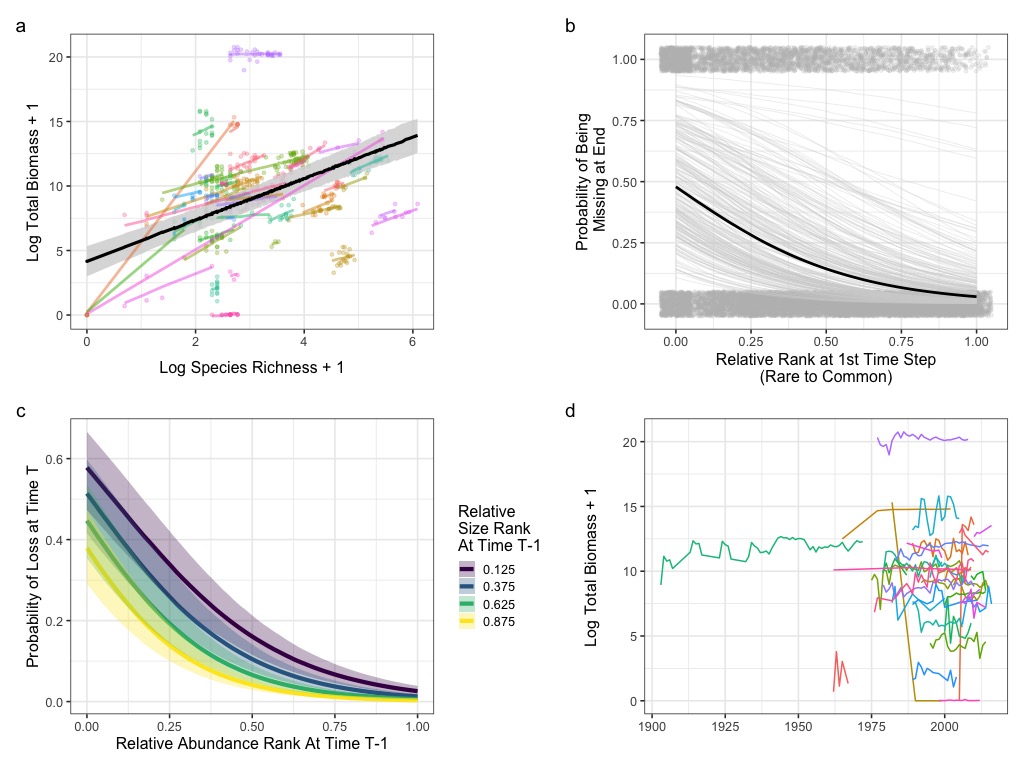 a
Log Total Biomass + 1
20
15
10
5
0
0 2 4 6
Log Species Richness + 1
b
Probability of Being
Missing at End
1.00
0.75
0.50
0.25
0.00
0.00 0.25 0.50 0.75 1.00
Relative Rank at 1st Time Step
(Rare to Common)
c
Probability of Loss at Time T
0.6
0.4
0.2
0.0
0.00 0.25 0.50 0.75 1.00
Relative Abundance Rank At Time T-1
Relative
Size Rank
At Time T-1
0.125
0.375
0.625
0.875
d
Log Total Biomass + 1
20
15
10
5
0
1900 1925 1950 1975 2000